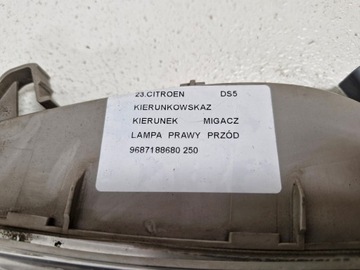 23.CITROEN DS5
KIERUNKOWSKAZ
KIERUNEK MIGACZ
LAMPA PRAWY PRZÓD
9687188680 250